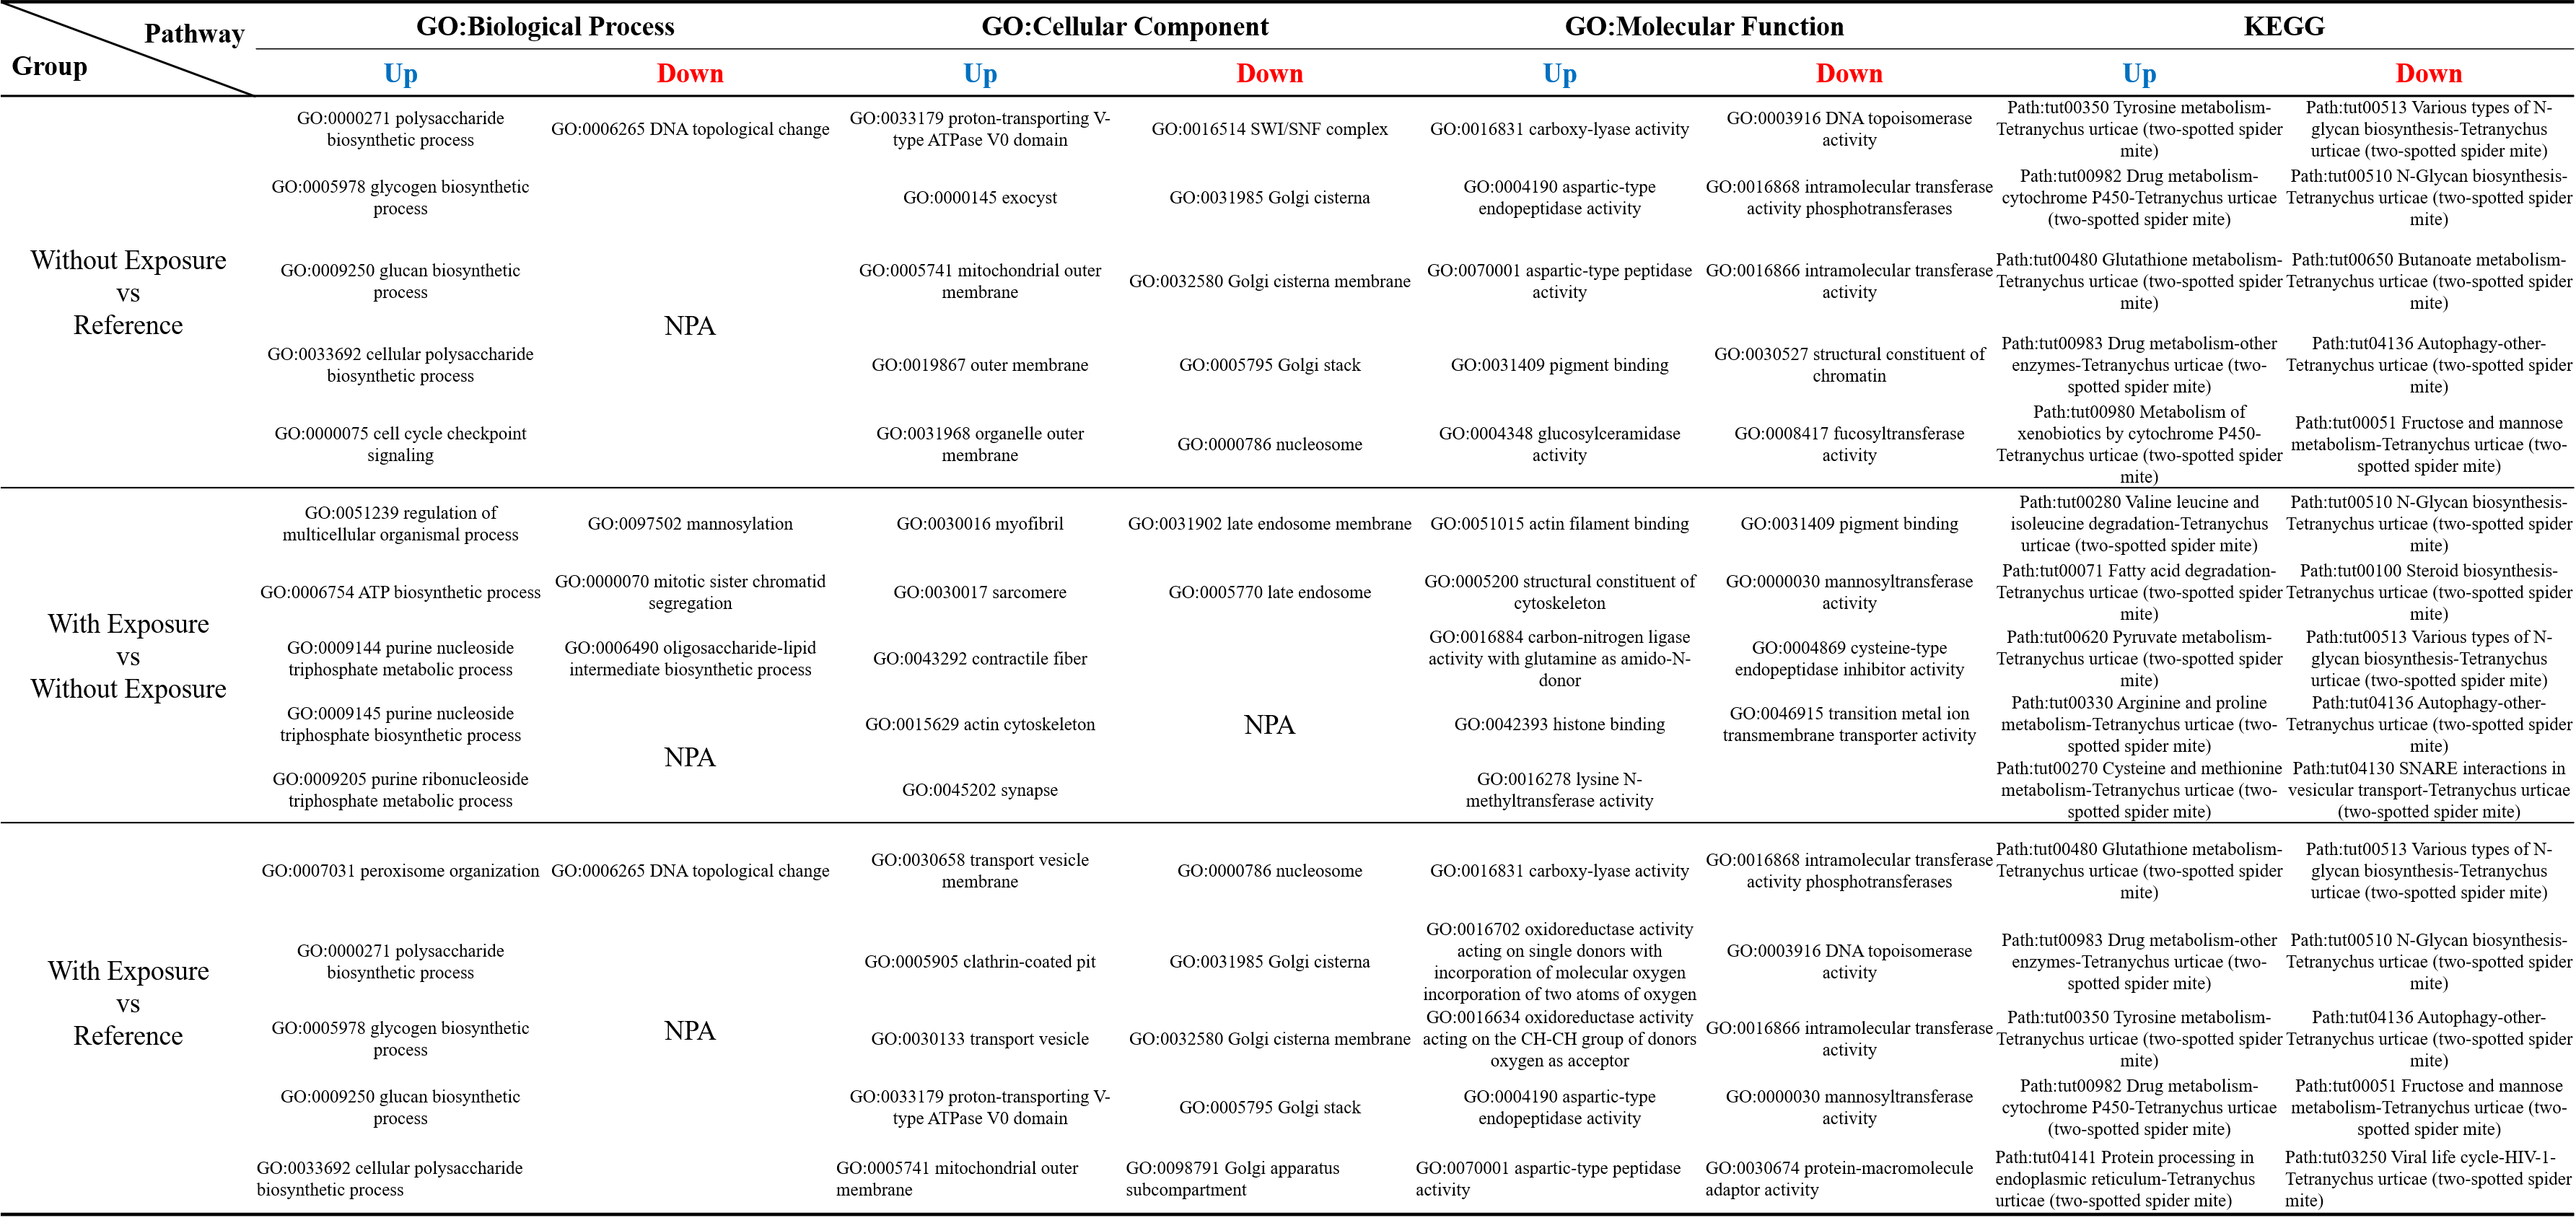 Pathway
Group
GO:Biological Process
GO:Cellular Component
GO:Molecular Function
KEGG
Up
Down
Up
Down
Up
Down
Up
Down
Without Exposure
vs
Reference
GO:0000271 polysaccharide
biosynthetic process
GO:0006265 DNA topological change
GO:0033179 proton-transporting V-
type ATPase V0 domain
GO:0016514 SWI/SNF complex
GO:0016831 carboxy-lyase activity
GO:0003916 DNA topoisomerase
activity
Path:tut00350 Tyrosine metabolism-
Tetranychus urticae (two-spotted spider
mite)
Path:tut00513 Various types of N-
glycan biosynthesis-Tetranychus
urticae (two-spotted spider mite)
GO:0005978 glycogen biosynthetic
process
GO:0000145 exocyst
GO:0031985 Golgi cisterna
GO:0004190 aspartic-type
endopeptidase activity
GO:0016868 intramolecular transferase
activity phosphotransferases
Path:tut00982 Drug metabolism-
cytochrome P450-Tetranychus urticae
(two-spotted spider mite)
Path:tut00510 N-Glycan biosynthesis-
Tetranychus urticae (two-spotted spider
mite)
GO:0009250 glucan biosynthetic
process
NPA
GO:0005741 mitochondrial outer
membrane
GO:0032580 Golgi cisterna membrane
GO:0070001 aspartic-type peptidase
activity
GO:0016866 intramolecular transferase
activity
Path:tut00480 Glutathione metabolism-
Tetranychus urticae (two-spotted spider
mite)
Path:tut00650 Butanoate metabolism-
Tetranychus urticae (two-spotted spider
mite)
GO:0033692 cellular polysaccharide
biosynthetic process
GO:0019867 outer membrane
GO:0005795 Golgi stack
GO:0031409 pigment binding
GO:0030527 structural constituent of
chromatin
Path:tut00983 Drug metabolism-other
enzymes-Tetranychus urticae (two-
spotted spider mite)
Path:tut04136 Autophagy-other-
Tetranychus urticae (two-spotted spider
mite)
GO:0000075 cell cycle checkpoint
signaling
GO:0031968 organelle outer
membrane
GO:0000786 nucleosome
GO:0004348 glucosylceramidase
activity
GO:0008417 fucosyltransferase
activity
Path:tut00980 Metabolism of
xenobiotics by cytochrome P450-
Tetranychus urticae (two-spotted spider
mite)
Path:tut00051 Fructose and mannose
metabolism-Tetranychus urticae (two-
spotted spider mite)
With Exposure
vs
Without Exposure
GO:0051239 regulation of
multicellular organismal process
GO:0097502 mannosylation
GO:0030016 myofibril
GO:0031902 late endosome membrane
GO:0051015 actin filament binding
GO:0031409 pigment binding
Path:tut00280 Valine leucine and
isoleucine degradation-Tetranychus
urticae (two-spotted spider mite)
Path:tut00510 N-Glycan biosynthesis-
Tetranychus urticae (two-spotted spider
mite)
GO:0006754 ATP biosynthetic process
GO:0000070 mitotic sister chromatid
segregation
GO:0030017 sarcomere
GO:0005770 late endosome
GO:0005200 structural constituent of
cytoskeleton
GO:0000030 mannosyltransferase
activity
Path:tut00071 Fatty acid degradation-
Tetranychus urticae (two-spotted spider
mite)
Path:tut00100 Steroid biosynthesis-
Tetranychus urticae (two-spotted spider
mite)
GO:0009144 purine nucleoside
triphosphate metabolic process
GO:0006490 oligosaccharide-lipid
intermediate biosynthetic process
GO:0043292 contractile fiber
GO:0016884 carbon-nitrogen ligase
activity with glutamine as amido-N-
donor
GO:0004869 cysteine-type
endopeptidase inhibitor activity
Path:tut00620 Pyruvate metabolism-
Tetranychus urticae (two-spotted spider
mite)
Path:tut00513 Various types of N-
glycan biosynthesis-Tetranychus
urticae (two-spotted spider mite)
GO:0009145 purine nucleoside
triphosphate biosynthetic process
NPA
GO:0015629 actin cytoskeleton
NPA
GO:0042393 histone binding
GO:0046915 transition metal ion
transmembrane transporter activity
Path:tut00330 Arginine and proline
metabolism-Tetranychus urticae (two-
spotted spider mite)
Path:tut04136 Autophagy-other-
Tetranychus urticae (two-spotted spider
mite)
GO:0009205 purine ribonucleoside
triphosphate metabolic process
GO:0045202 synapse
GO:0016278 lysine N-
methyltransferase activity
Path:tut00270 Cysteine and methionine
metabolism-Tetranychus urticae (two-
spotted spider mite)
Path:tut04130 SNARE interactions in
vesicular transport-Tetranychus urticae
(two-spotted spider mite)
With Exposure
vs
Reference
GO:0007031 peroxisome organization
GO:0006265 DNA topological change
GO:0030658 transport vesicle
membrane
GO:0000786 nucleosome
GO:0016831 carboxy-lyase activity
GO:0016868 intramolecular transferase
activity phosphotransferases
Path:tut00480 Glutathione metabolism-
Tetranychus urticae (two-spotted spider
mite)
Path:tut00513 Various types of N-
glycan biosynthesis-Tetranychus
urticae (two-spotted spider mite)
GO:0000271 polysaccharide
biosynthetic process
GO:0005905 clathrin-coated pit
GO:0031985 Golgi cisterna
GO:0016702 oxidoreductase activity
acting on single donors with
incorporation of molecular oxygen
incorporation of two atoms of oxygen
GO:0003916 DNA topoisomerase
activity
Path:tut00983 Drug metabolism-other
enzymes-Tetranychus urticae (two-
spotted spider mite)
Path:tut00510 N-Glycan biosynthesis-
Tetranychus urticae (two-spotted spider
mite)
GO:0005978 glycogen biosynthetic
process
NPA
GO:0030133 transport vesicle
GO:0032580 Golgi cisterna membrane
GO:0016634 oxidoreductase activity
acting on the CH-CH group of donors
oxygen as acceptor
GO:0016866 intramolecular transferase
activity
Path:tut00350 Tyrosine metabolism-
Tetranychus urticae (two-spotted spider
mite)
Path:tut04136 Autophagy-other-
Tetranychus urticae (two-spotted spider
mite)
GO:0009250 glucan biosynthetic
process
GO:0033179 proton-transporting V-
type ATPase V0 domain
GO:0005795 Golgi stack
GO:0004190 aspartic-type
endopeptidase activity
GO:0000030 mannosyltransferase
activity
Path:tut00982 Drug metabolism-
cytochrome P450-Tetranychus urticae
(two-spotted spider mite)
Path:tut00051 Fructose and mannose
metabolism-Tetranychus urticae (two-
spotted spider mite)
GO:0033692 cellular polysaccharide
biosynthetic process
GO:0005741 mitochondrial outer
membrane
GO:0098791 Golgi apparatus
subcompartment
GO:0070001 aspartic-type peptidase
activity
GO:0030674 protein-macromolecule
adaptor activity
Path:tut04141 Protein processing in
endoplasmic reticulum-Tetranychus
urticae (two-spotted spider mite)
Path:tut03250 Viral life cycle-HIV-1-
Tetranychus urticae (two-spotted spider
mite)